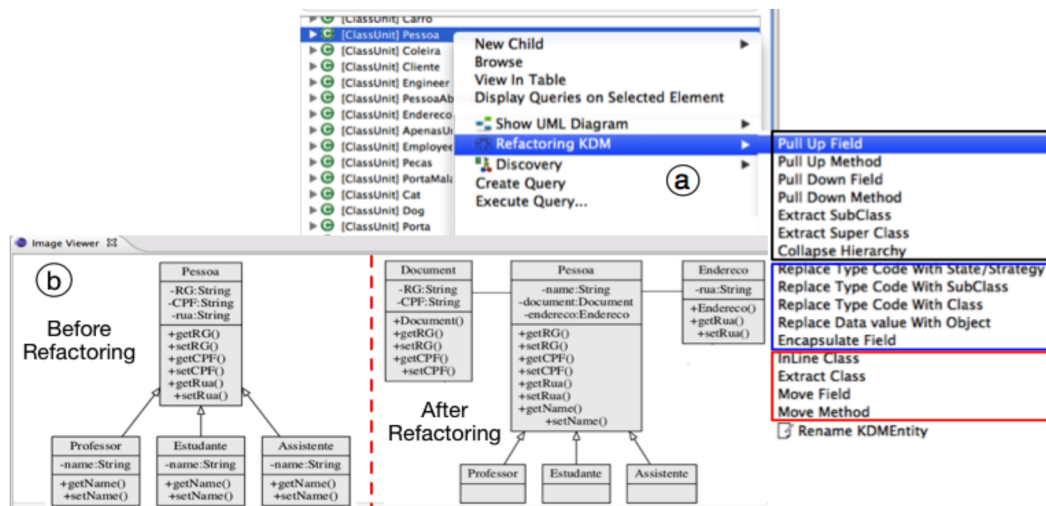 [ClassUnit] Carro
[ClassUnit] Pessoa
[ClassUnit] Coleira
[ClassUnit] Cliente
[ClassUnit] Engineer
[ClassUnit] PessoaAb
[ClassUnit] Endereco
[ClassUnit] ApenasU
[ClassUnit] Employee
[ClassUnit] Pecas
[ClassUnit] PortaMala
[ClassUnit] Cat
[ClassUnit] Dog
[ClassUnit] Porta
New Child
Browse
View In Table
Display Queries on Selected Element
Show UML Diagram
Refactoring KDM
Discovery
Create Query
Execute Query...
a
Pull Up Field
Pull Up Method
Pull Down Field
Pull Down Method
Extract SubClass
Extract Super Class
Collapse Hierarchy
Replace Type Code With State/Strategy
Replace Type Code With SubClass
Replace Type Code With Class
Replace Data value With Object
Encapsulate Field
InLine Class
Extract Class
Move Field
Move Method
Rename KDMEntity
Image Viewer
b
Before
Refactoring
Pessoa
-RG:String
-CPF:String
-rua:String
+getRG()
+setRG()
+getCPF()
+setCPF()
+getRua()
+setRua()
Professor
-name:String
+getName()
+setName()
Estudante
-name:String
+getName()
+setName()
Assistente
-name:String
+getName()
+setName()
After
Refactoring
Document
-RG:String
-CPF:String
+Document()
+getRG()
+setRG()
+getCPF()
+setCPF()
Pessoa
-name:String
-document:Document
-endereco:Endereco
+getRG()
+setRG()
+getCPF()
+setCPF()
+getRua()
+setRua()
+getName()
+setName()
Endereco
-rua:String
+Endereco()
+getRua()
+setRua()
Professor
Estudante
Assistente